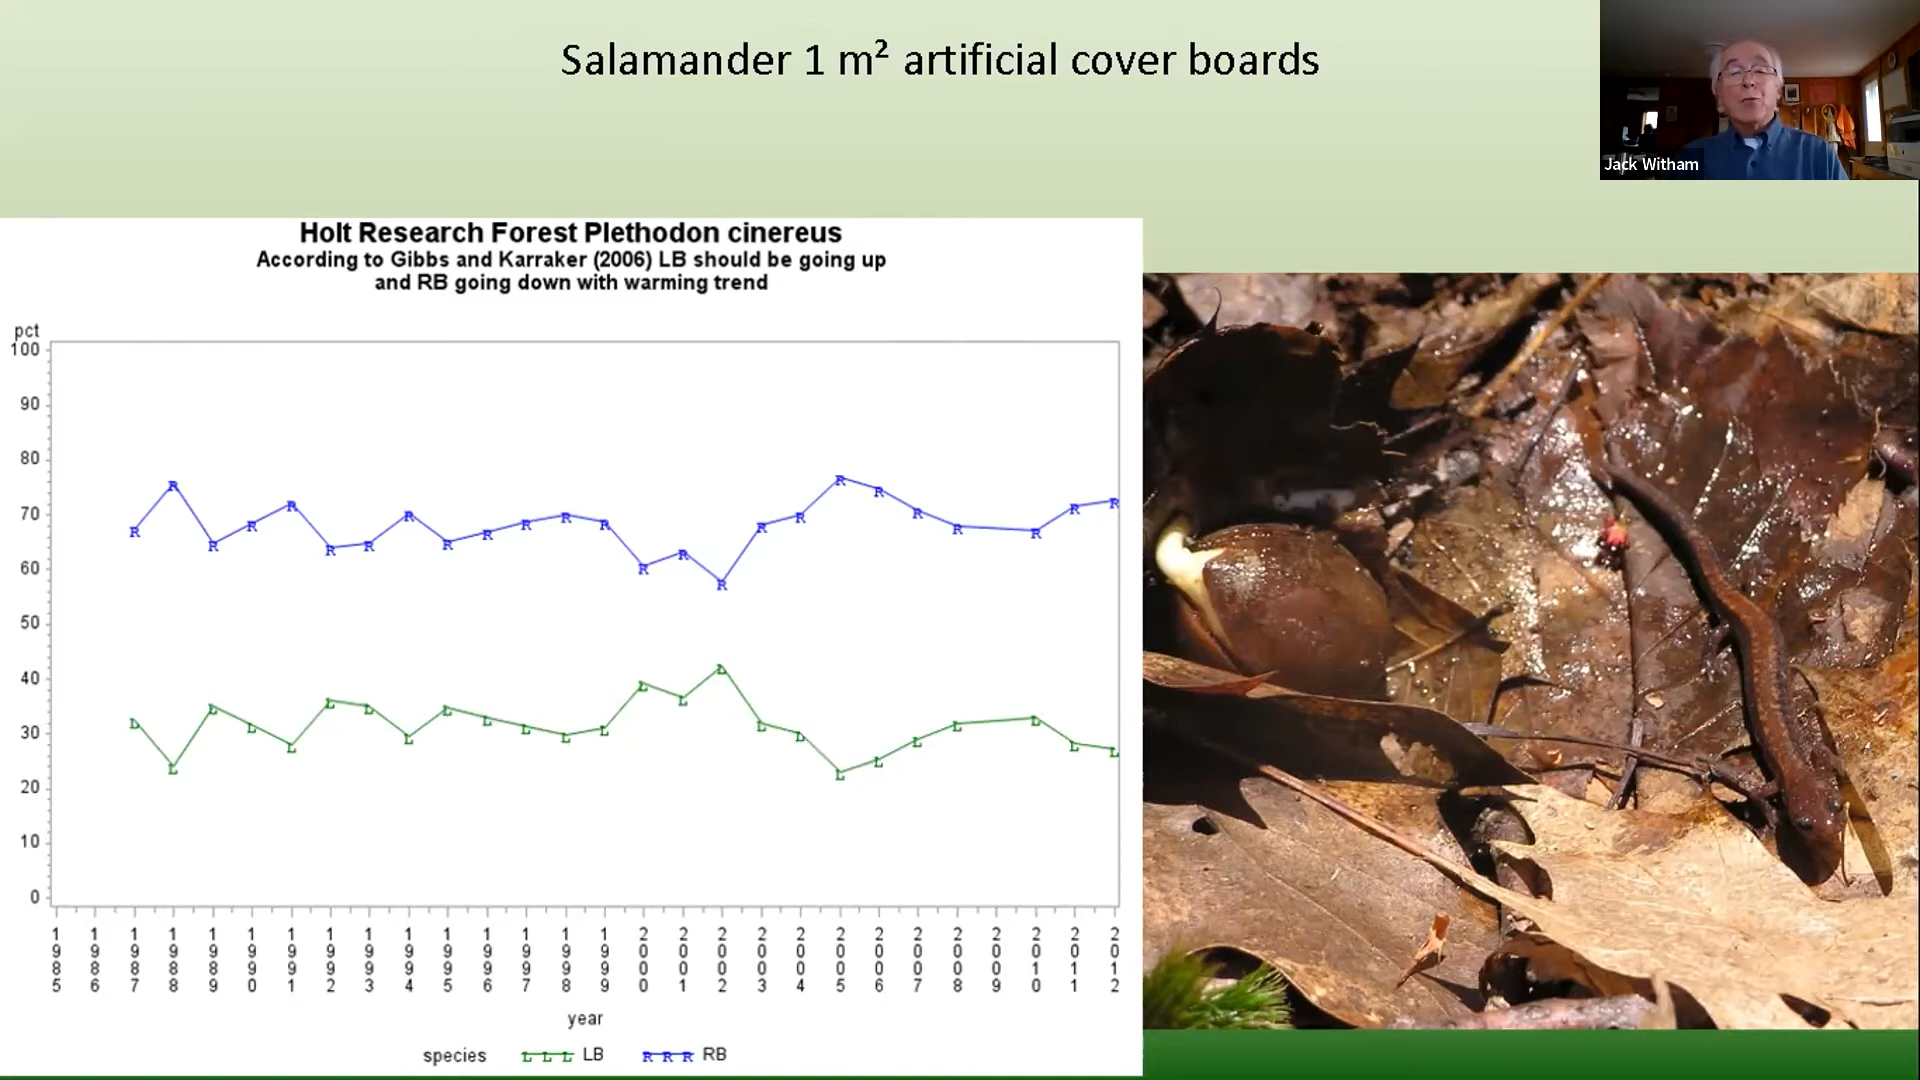 Salamander 1 m² artificial cover boards
Jack Witham
Holt Research Forest Plethodon cinereus
According to Gibbs and Karraker (2006) LB should be going up
and RB going down with warming trend
pct
100
90
80
70
60
50
40
30
20
10
0
1985 1986 1987 1988 1989 1990 1991 1992 1993 1994 1995 1996 1997 1998 1999 2000 2001 2002 2003 2004 2005 2006 2007 2008 2009 2010 2011 2012
year
species L L L LB R R R RB